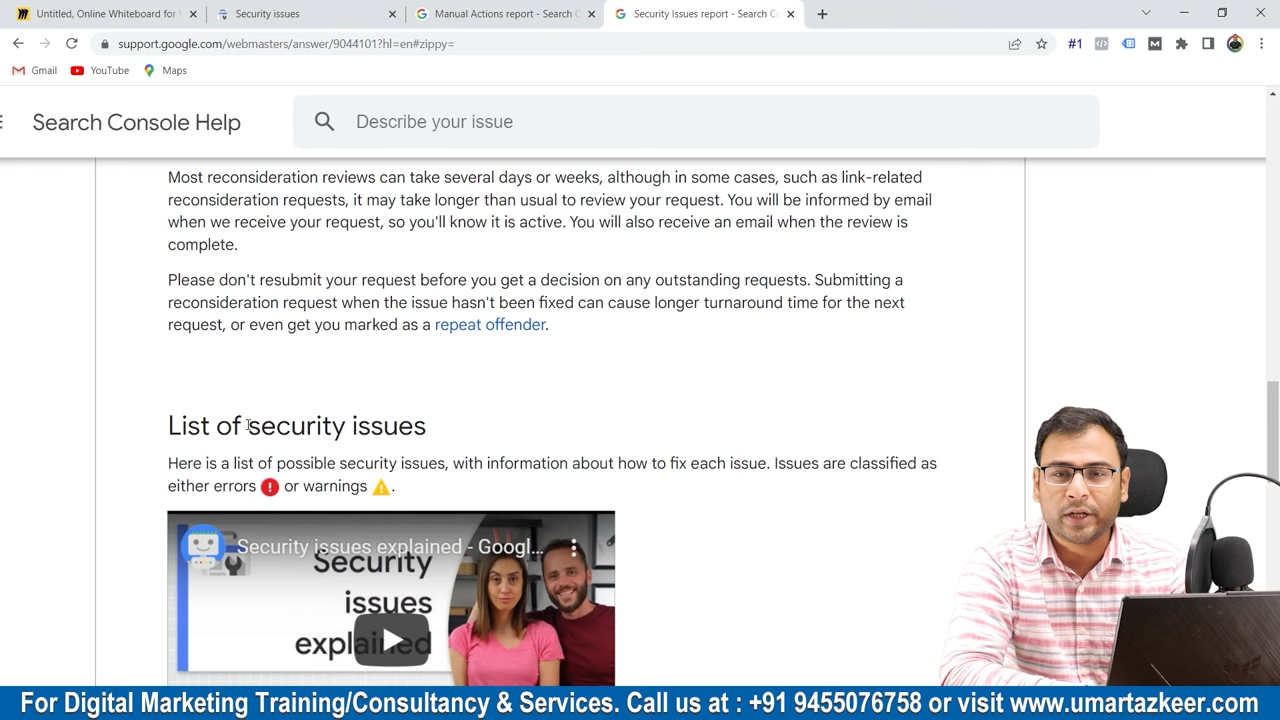 Untitled, Online Whiteboard for
Security issues
Manual Actions report - Search
Security Issues report - Search
support.google.com/webmasters/answer/9044101?hl=en#zippy=
#1
Gmail
YouTube
Maps
Search Console Help
Describe your issue
Most reconsideration reviews can take several days or weeks, although in some cases, such as link-related
reconsideration requests, it may take longer than usual to review your request. You will be informed by email
when we receive your request, so you'll know it is active. You will also receive an email when the review is
complete.
Please don't resubmit your request before you get a decision on any outstanding requests. Submitting a
reconsideration request when the issue hasn't been fixed can cause longer turnaround time for the next
request, or even get you marked as a repeat offender.
List of security issues
Here is a list of possible security issues, with information about how to fix each issue. Issues are classified as
either errors or warnings .
Security issues explained - Googl...
Security
issues
explained
For Digital Marketing Training/Consultancy & Services. Call us at : +91 9455076758 or visit www.umartazkeer.com